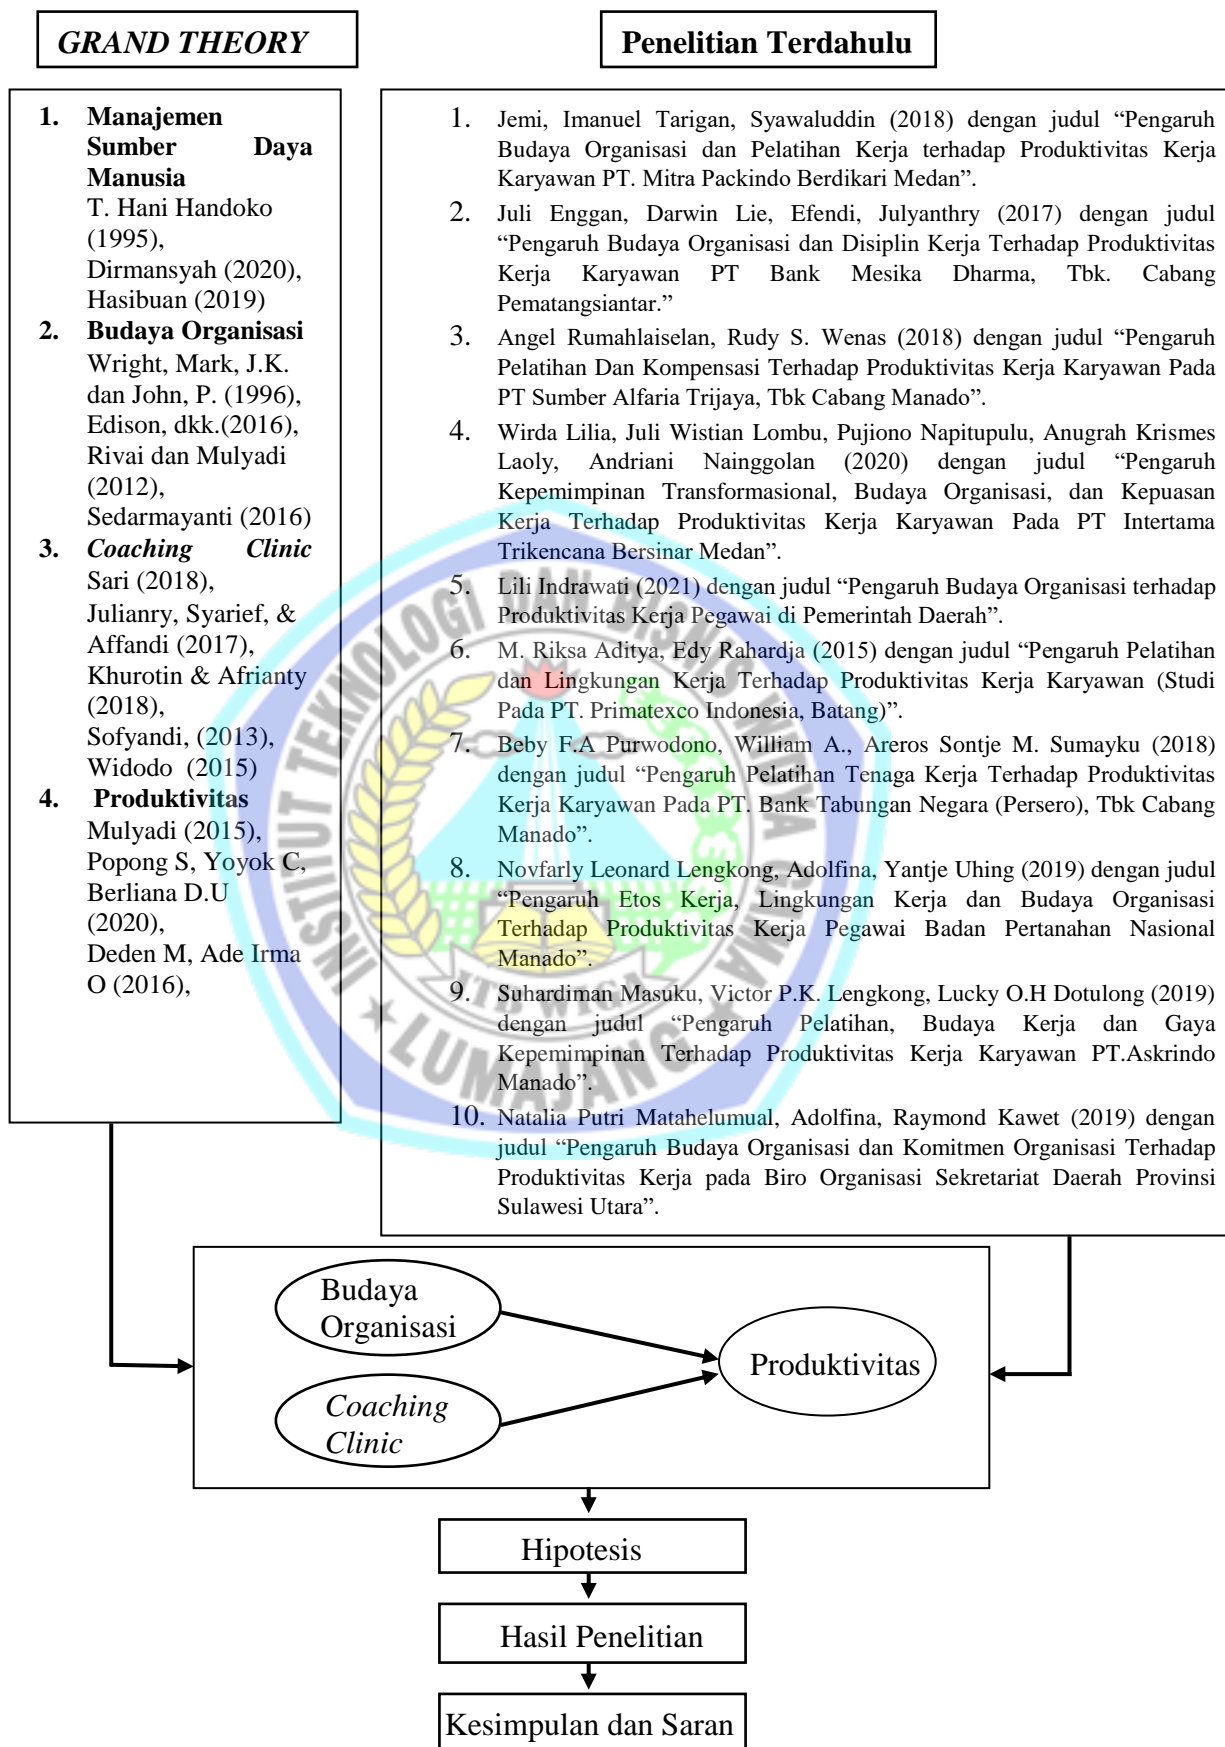 GRAND THEORY
Penelitian Terdahulu
1. Manajemen
Sumber Daya
Manusia
T. Hani Handoko
(1995),
Dirmansyah (2020),
Hasibuan (2019)
2. Budaya Organisasi
Wright, Mark, J.K.
dan John, P. (1996),
Edison, dkk.(2016),
Rivai dan Mulyadi
(2012),
Sedarmayanti (2016)
3. Coaching Clinic
Sari (2018),
Julianry, Syarief, &
Affandi (2017),
Khurotin & Afrianty
(2018),
Sofyandi, (2013),
Widodo (2015)
4. Produktivitas
Mulyadi (2015),
Popong S, Yoyok C,
Berliana D.U
(2020),
Deden M, Ade Irma
O (2016),
1. Jemi, Imanuel Tarigan, Syawaluddin (2018) dengan judul “Pengaruh
Budaya Organisasi dan Pelatihan Kerja terhadap Produktivitas Kerja
Karyawan PT. Mitra Packindo Berdikari Medan”.
2. Juli Enggan, Darwin Lie, Efendi, Julyanthry (2017) dengan judul
“Pengaruh Budaya Organisasi dan Disiplin Kerja Terhadap Produktivitas
Kerja Karyawan PT Bank Mesika Dharma, Tbk. Cabang
Pematangsiantar.”
3. Angel Rumahlaiselan, Rudy S. Wenas (2018) dengan judul “Pengaruh
Pelatihan Dan Kompensasi Terhadap Produktivitas Kerja Karyawan Pada
PT Sumber Alfaria Trijaya, Tbk Cabang Manado”.
4. Wirda Lilia, Juli Wistian Lombu, Pujiono Napitupulu, Anugrah Krismes
Laoly, Andriani Nainggolan (2020) dengan judul “Pengaruh
Kepemimpinan Transformasional, Budaya Organisasi, dan Kepuasan
Kerja Terhadap Produktivitas Kerja Karyawan Pada PT Intertama
Trikencana Bersinar Medan”.
5. Lili Indrawati (2021) dengan judul “Pengaruh Budaya Organisasi terhadap
Produktivitas Kerja Pegawai di Pemerintah Daerah”.
6. M. Riksa Aditya, Edy Rahardja (2015) dengan judul “Pengaruh Pelatihan
dan Lingkungan Kerja Terhadap Produktivitas Kerja Karyawan (Studi
Pada PT. Primatexco Indonesia, Batang)”.
7. Beby F.A Purwodono, William A., Areros Sontje M. Sumayku (2018)
dengan judul “Pengaruh Pelatihan Tenaga Kerja Terhadap Produktivitas
Kerja Karyawan Pada PT. Bank Tabungan Negara (Persero), Tbk Cabang
Manado”.
8. Novfarly Leonard Lengkong, Adolfina, Yantje Uhing (2019) dengan judul
“Pengaruh Etos Kerja, Lingkungan Kerja dan Budaya Organisasi
Terhadap Produktivitas Kerja Pegawai Badan Pertanahan Nasional
Manado”.
9. Suhardiman Masuku, Victor P.K. Lengkong, Lucky O.H Dotulong (2019)
dengan judul “Pengaruh Pelatihan, Budaya Kerja dan Gaya
Kepemimpinan Terhadap Produktivitas Kerja Karyawan PT.Askrindo
Manado”.
10. Natalia Putri Matahelumual, Adolfina, Raymond Kawet (2019) dengan
judul “Pengaruh Budaya Organisasi dan Komitmen Organisasi Terhadap
Produktivitas Kerja pada Biro Organisasi Sekretariat Daerah Provinsi
Sulawesi Utara”.
INSTITUT TEKNOLOGI DAN BISNIS WIDYA GAMA
ITB WIGA
LUMAJANG
Budaya
Organisasi
Coaching
Clinic
Produktivitas
Hipotesis
Hasil Penelitian
Kesimpulan dan Saran